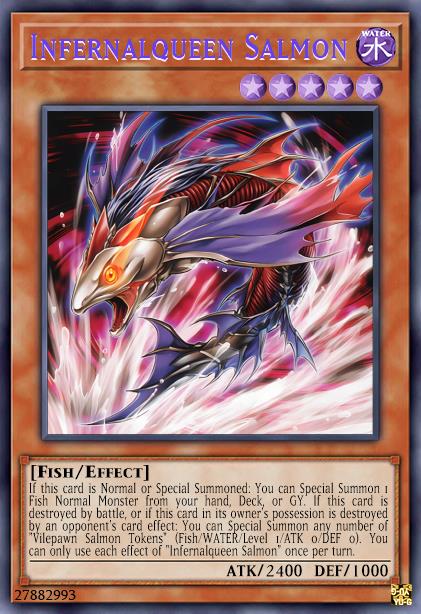 INFERNALQUEEN SALMON
WATER
水
[FISH/EFFECT]
If this card is Normal or Special Summoned: You can Special Summon 1
Fish Normal Monster from your hand, Deck, or GY. If this card is
destroyed by battle, or if this card in its owner's possession is destroyed
by an opponent's card effect: You can Special Summon any number of
"Vilepawn Salmon Tokens" (Fish/WATER/Level 1/ATK 0/DEF 0). You
can only use each effect of "Infernalqueen Salmon" once per turn.
ATK/2400 DEF/1000
27882993